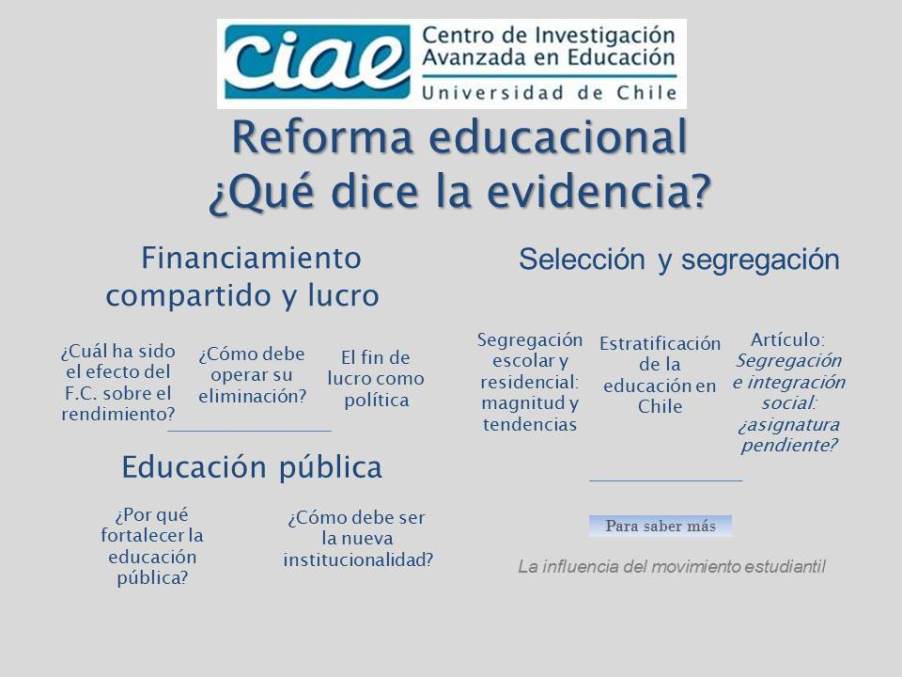 ciae
Centro de Investigación
Avanzada en Educación
Universidad de Chile
Reforma educacional
¿Qué dice la evidencia?
Financiamiento
compartido y lucro
¿Cuál ha sido
el efecto del
F.C. sobre el
rendimiento?
¿Cómo debe
operar su
eliminación?
El fin de
lucro como
política
Educación pública
¿Por qué
fortalecer la
educación
pública?
¿Cómo debe ser
la nueva
institucionalidad?
Selección y segregación
Segregación
escolar y
residencial:
magnitud y
tendencias
Estratificación
de la
educación en
Chile
Artículo:
Segregación
e integración
social:
¿asignatura
pendiente?
Para saber más
La influencia del movimiento estudiantil